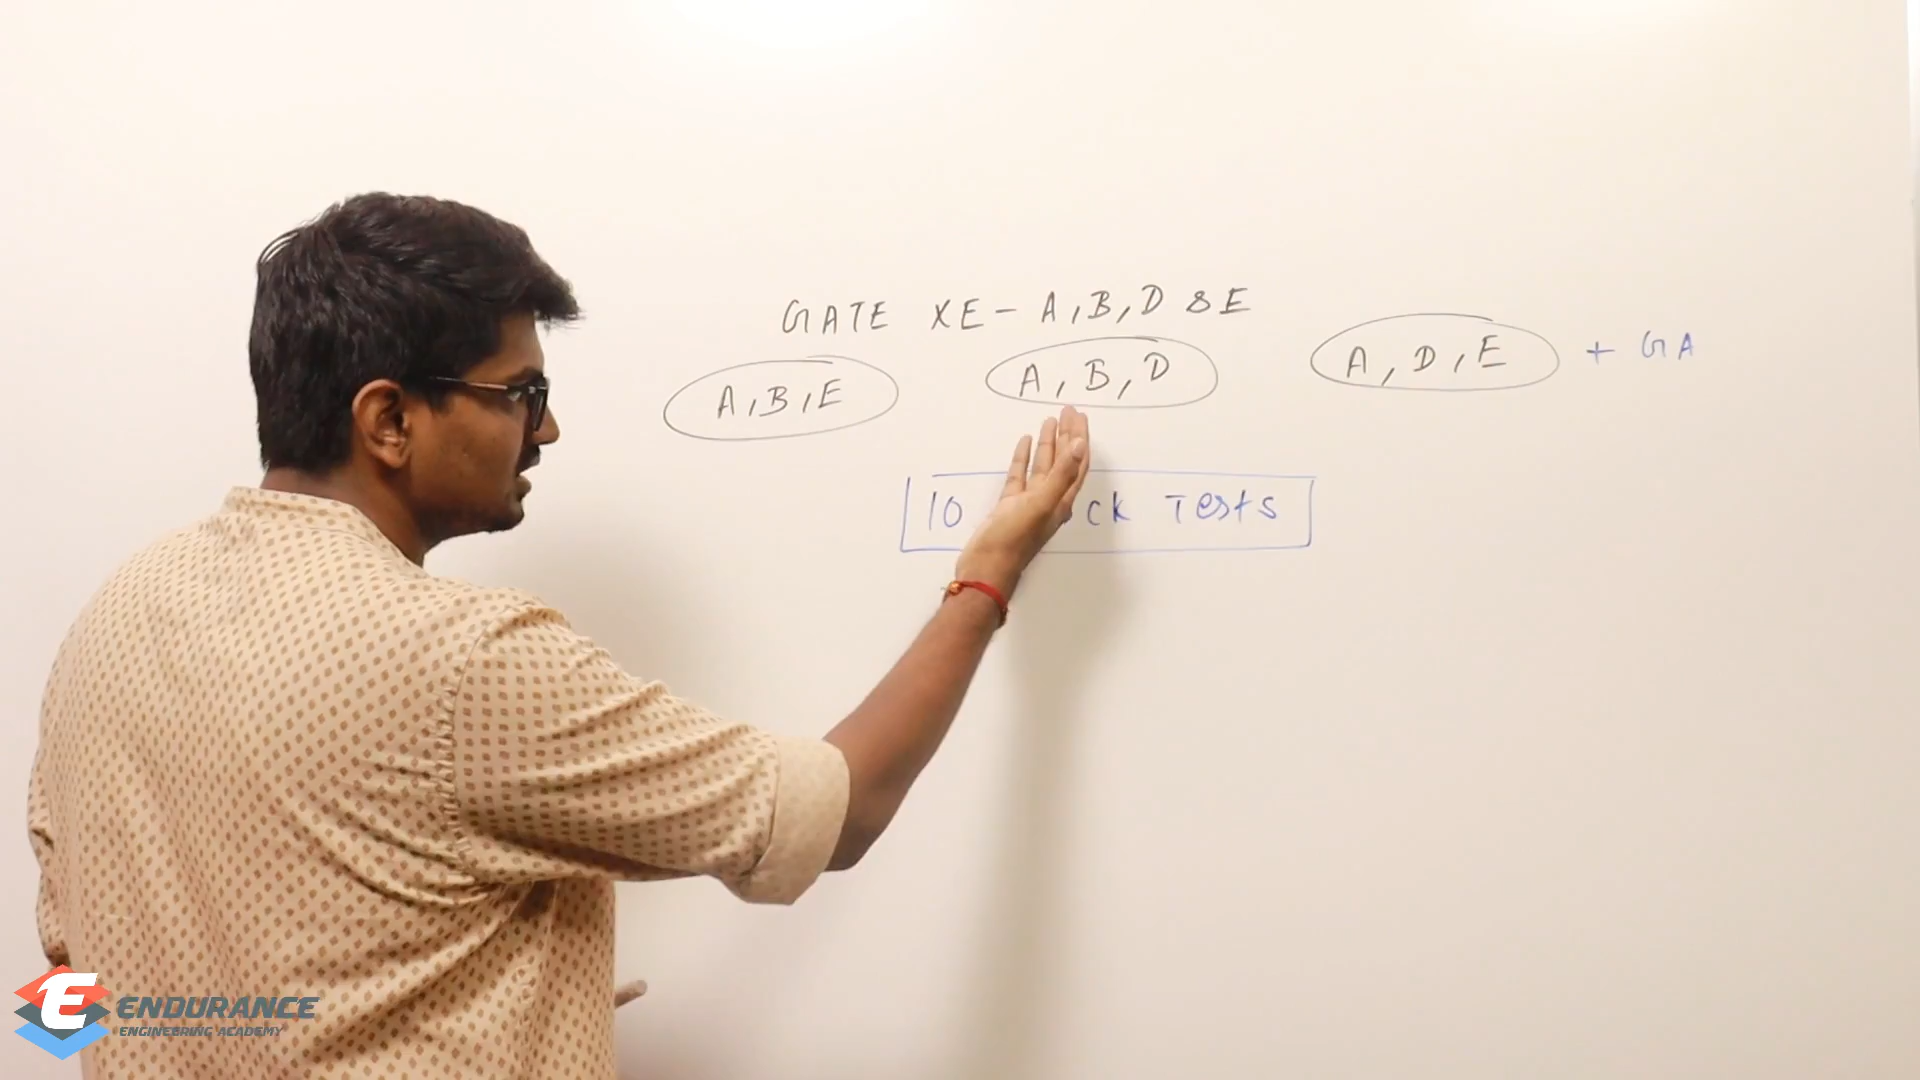 GATE XE- A,B,D & E
A,B,E
A,B,D
A,D,E + GA
10 ck Tests
ENDURANCE
ENGINEERING ACADEMY